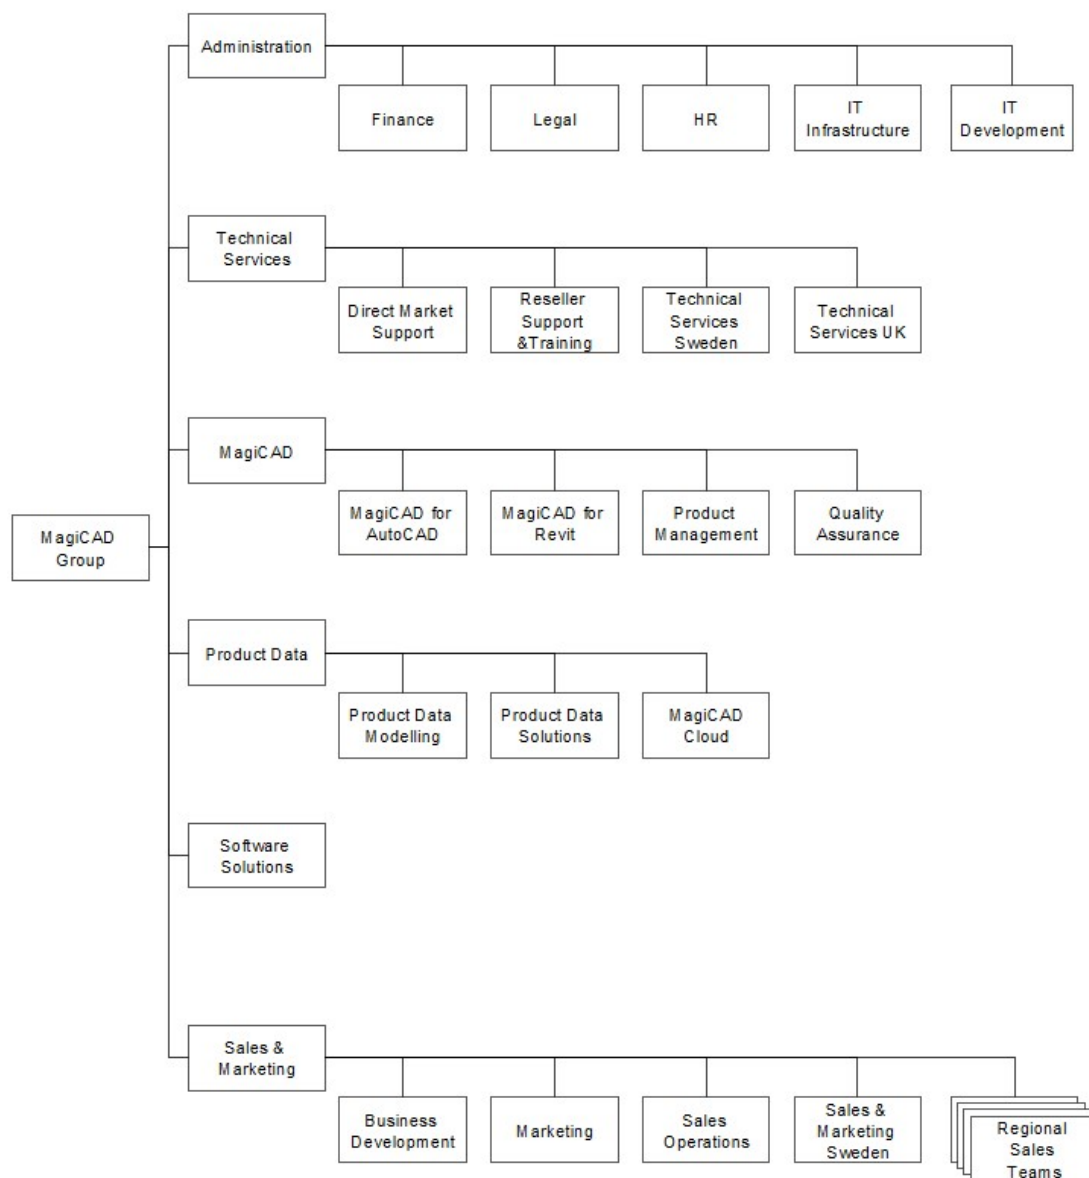 Administration
Finance
Legal
HR
IT
Infrastructure
IT
Development
Technical
Services
Direct Market
Support
Reseller
Support
&Training
Technical
Services
Sweden
Technical
Services UK
MagiCAD
MagiCAD for
AutoCAD
MagiCAD for
Revit
Product
Management
Quality
Assurance
MagiCAD
Group
Product Data
Product Data
Modelling
Product Data
Solutions
MagiCAD
Cloud
Software
Solutions
Sales &
Marketing
Business
Development
Marketing
Sales
Operations
Sales &
Marketing
Sweden
Regional
Sales
Teams